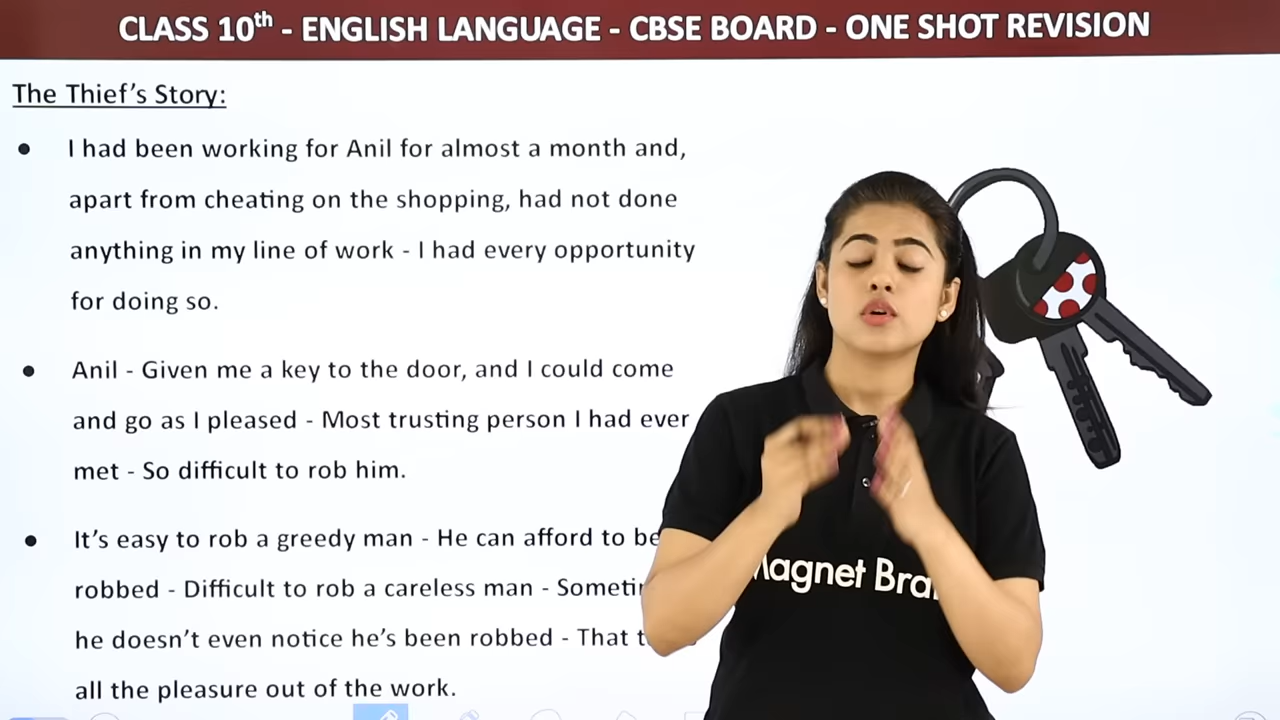 CLASS 10th - ENGLISH LANGUAGE - CBSE BOARD - ONE SHOT REVISION
The Thief's Story:
• I had been working for Anil for almost a month and,
apart from cheating on the shopping, had not done
anything in my line of work - I had every opportunity
for doing so.
• Anil - Given me a key to the door, and I could come
and go as I pleased - Most trusting person I had ever
met - So difficult to rob him.
• It's easy to rob a greedy man - He can afford to be
robbed - Difficult to rob a careless man -
he doesn't even notice he's been robbed - That
all the pleasure out of the work.
Magnet